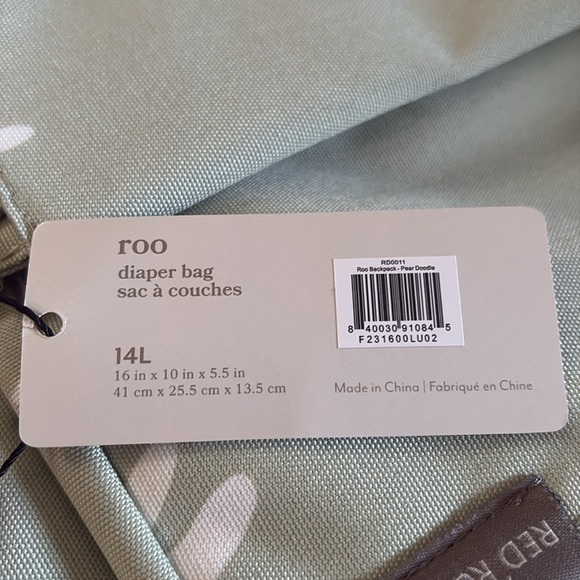 roo
diaper bag
sac à couches
14L
16 in x 10 in x 5.5 in
41 cm x 25.5 cm x 13.5 cm
RD0011
Roo Backpack - Pear Doodle
8 40030 91084 5
F231600LU02
Made in China | Fabriqué en Chine
RED